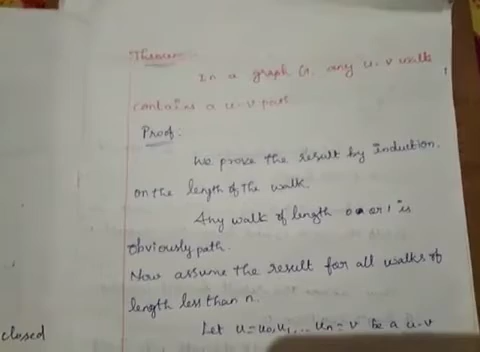 Theorem
In a graph G, any u-v walk
contains a u-v path
Proof:
We prove the result by induction.
on the length of the walk.
Any walk of length 0 or 1 is
obviously path.
Now assume the result for all walks of
length less than n.
closed
Let u=u₀,u₁,... uₙ=v be a u-v